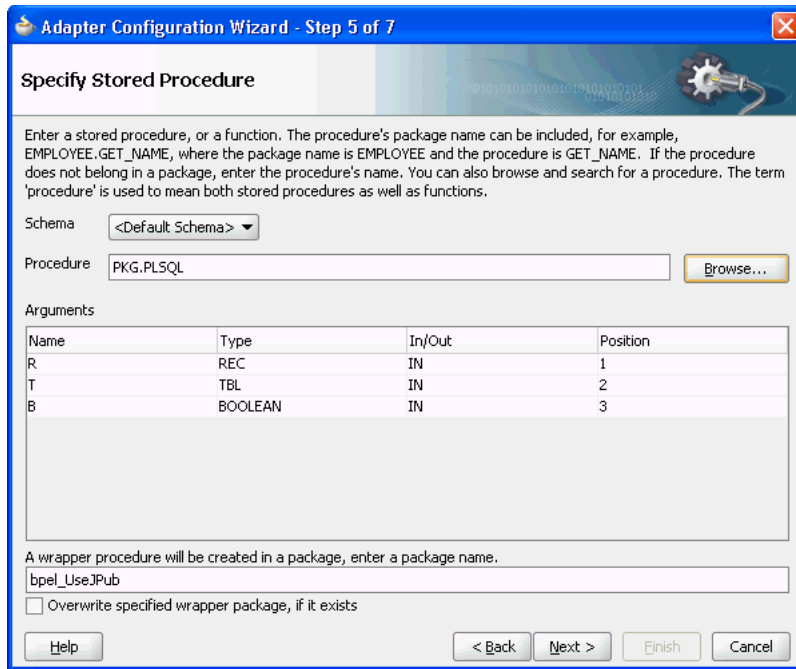 Adapter Configuration Wizard - Step 5 of 7
Specify Stored Procedure
Enter a stored procedure, or a function. The procedure's package name can be included, for example,
EMPLOYEE.GET_NAME, where the package name is EMPLOYEE and the procedure is GET_NAME. If the procedure
does not belong in a package, enter the procedure's name. You can also browse and search for a procedure. The term
'procedure' is used to mean both stored procedures as well as functions.
Schema <Default Schema>
Procedure PKG.PLSQL Browse...
Arguments
Name Type In/Out Position
R REC IN 1
T TBL IN 2
B BOOLEAN IN 3
A wrapper procedure will be created in a package, enter a package name.
bpel_UseJPub
Overwrite specified wrapper package, if it exists
Help < Back Next > Finish Cancel